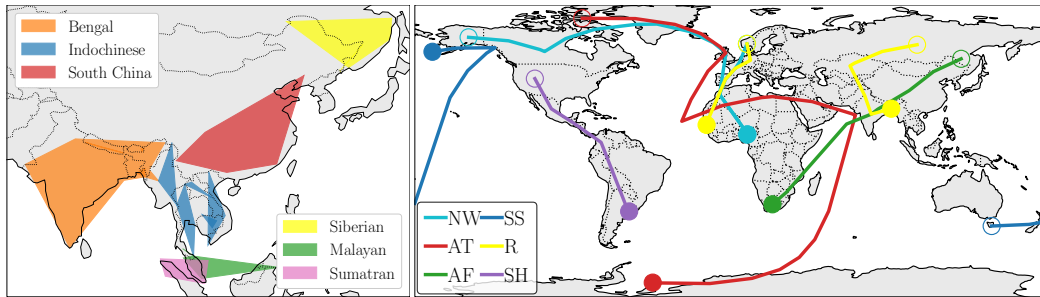 Bengal
Indochinese
South China
Siberian
Malayan
Sumatran
NW SS
AT R
AF SH